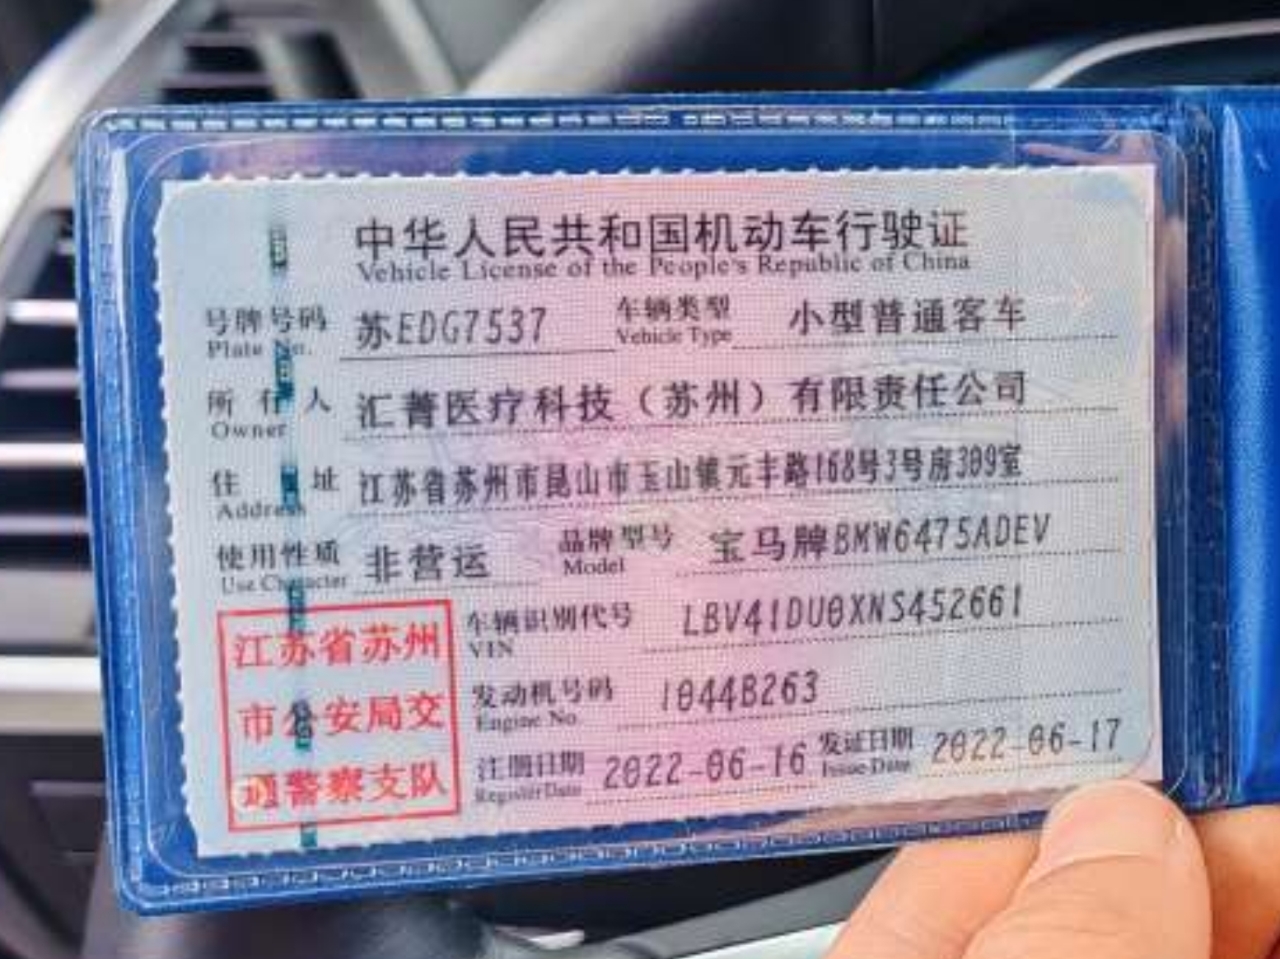 中华人民共和国机动车行驶证
Vehicle License of the People's Republic of China
号牌号码 苏EDG7537 车辆类型 小型普通客车
Plate No. Vehicle Type
所有人 汇菁医疗科技（苏州）有限责任公司
Owner
住址 江苏省苏州市昆山市玉山镇元丰路168号3号房309室
Address
使用性质 非营运 品牌型号 宝马牌BMW6475ADEV
Use Character Model
江苏省苏州
市公安局交
通警察支队
车辆识别代号 LBV41DU0XNS452661
VIN
发动机号码 1044B263
Engine No.
注册日期 2022-06-16 发证日期 2022-06-17
Register Date Issue Date